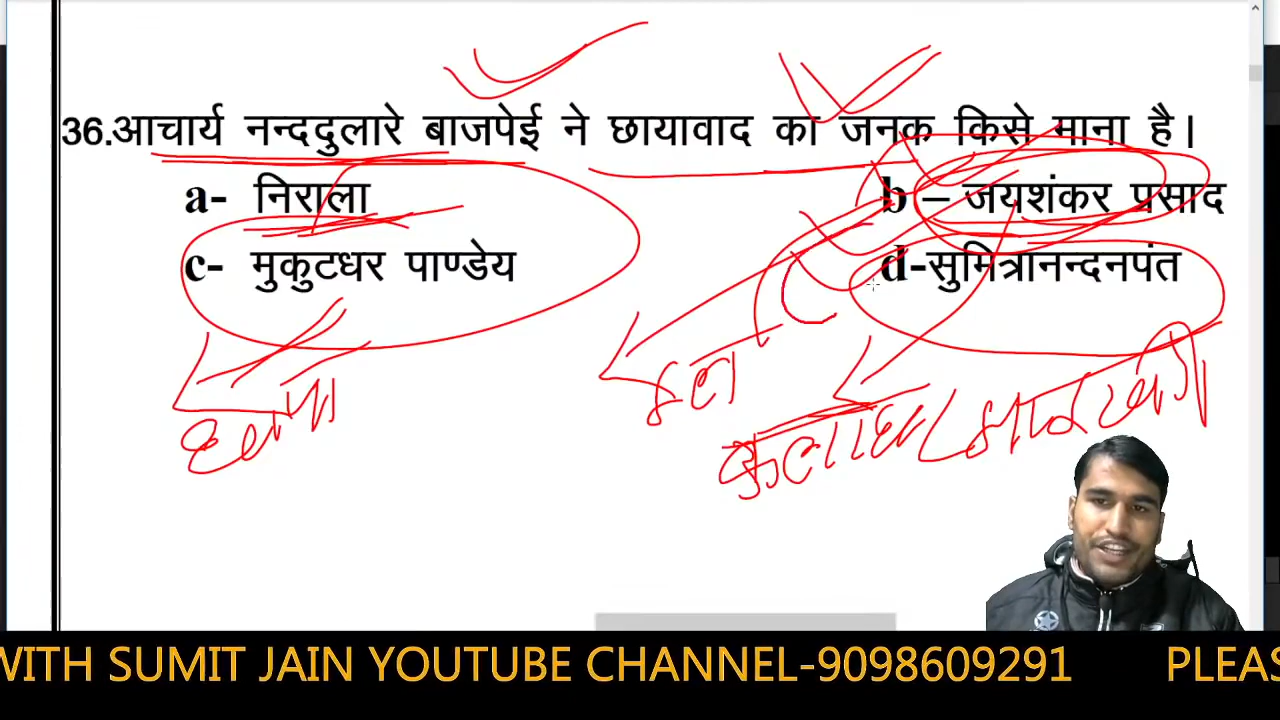 36.आचार्य नन्ददुलारे बाजपेई ने छायावाद का जनक किसे माना है।
a- निराला b – जयशंकर प्रसाद
c- मुकुटधर पाण्डेय d-सुमित्रानन्दनपंत
WITH SUMIT JAIN YOUTUBE CHANNEL-9098609291 PLEAS